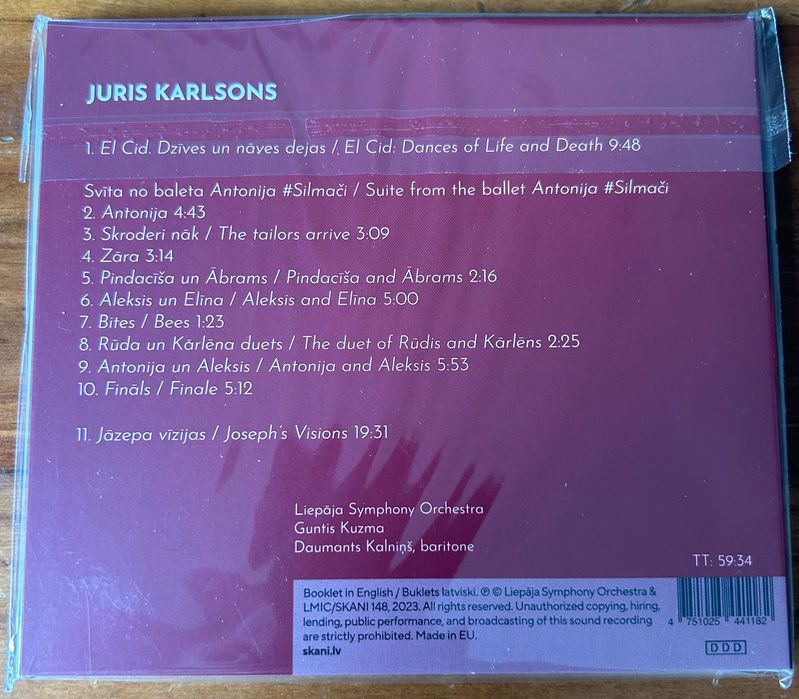 JURIS KARLSONS
1. El Cid. Dzīves un nāves dejas / El Cid: Dances of Life and Death 9:48
Svīta no baleta Antonija #Silmači / Suite from the ballet Antonija #Silmači
2. Antonija 4:43
3. Skroderi nāk / The tailors arrive 3:09
4. Zāra 3:14
5. Pindacīša un Ābrams / Pindacīša and Ābrams 2:16
6. Aleksis un Elīna / Aleksis and Elīna 5:00
7. Bites / Bees 1:23
8. Rūda un Kārlēna duets / The duet of Rūdis and Kārlēns 2:25
9. Antonija un Aleksis / Antonija and Aleksis 5:53
10. Fināls / Finale 5:12
11. Jāzepa vīzijas / Joseph's Visions 19:31
Liepāja Symphony Orchestra
Guntis Kuzma
Daumants Kalniņš, baritone
TT: 59:34
Booklet in English / Buklets latviski. ℗ © Liepāja Symphony Orchestra &
LMIC/SKANI 148, 2023. All rights reserved. Unauthorized copying, hiring,
lending, public performance, and broadcasting of this sound recording
are strictly prohibited. Made in EU.
skani.lv
4 751025 441182
DDD